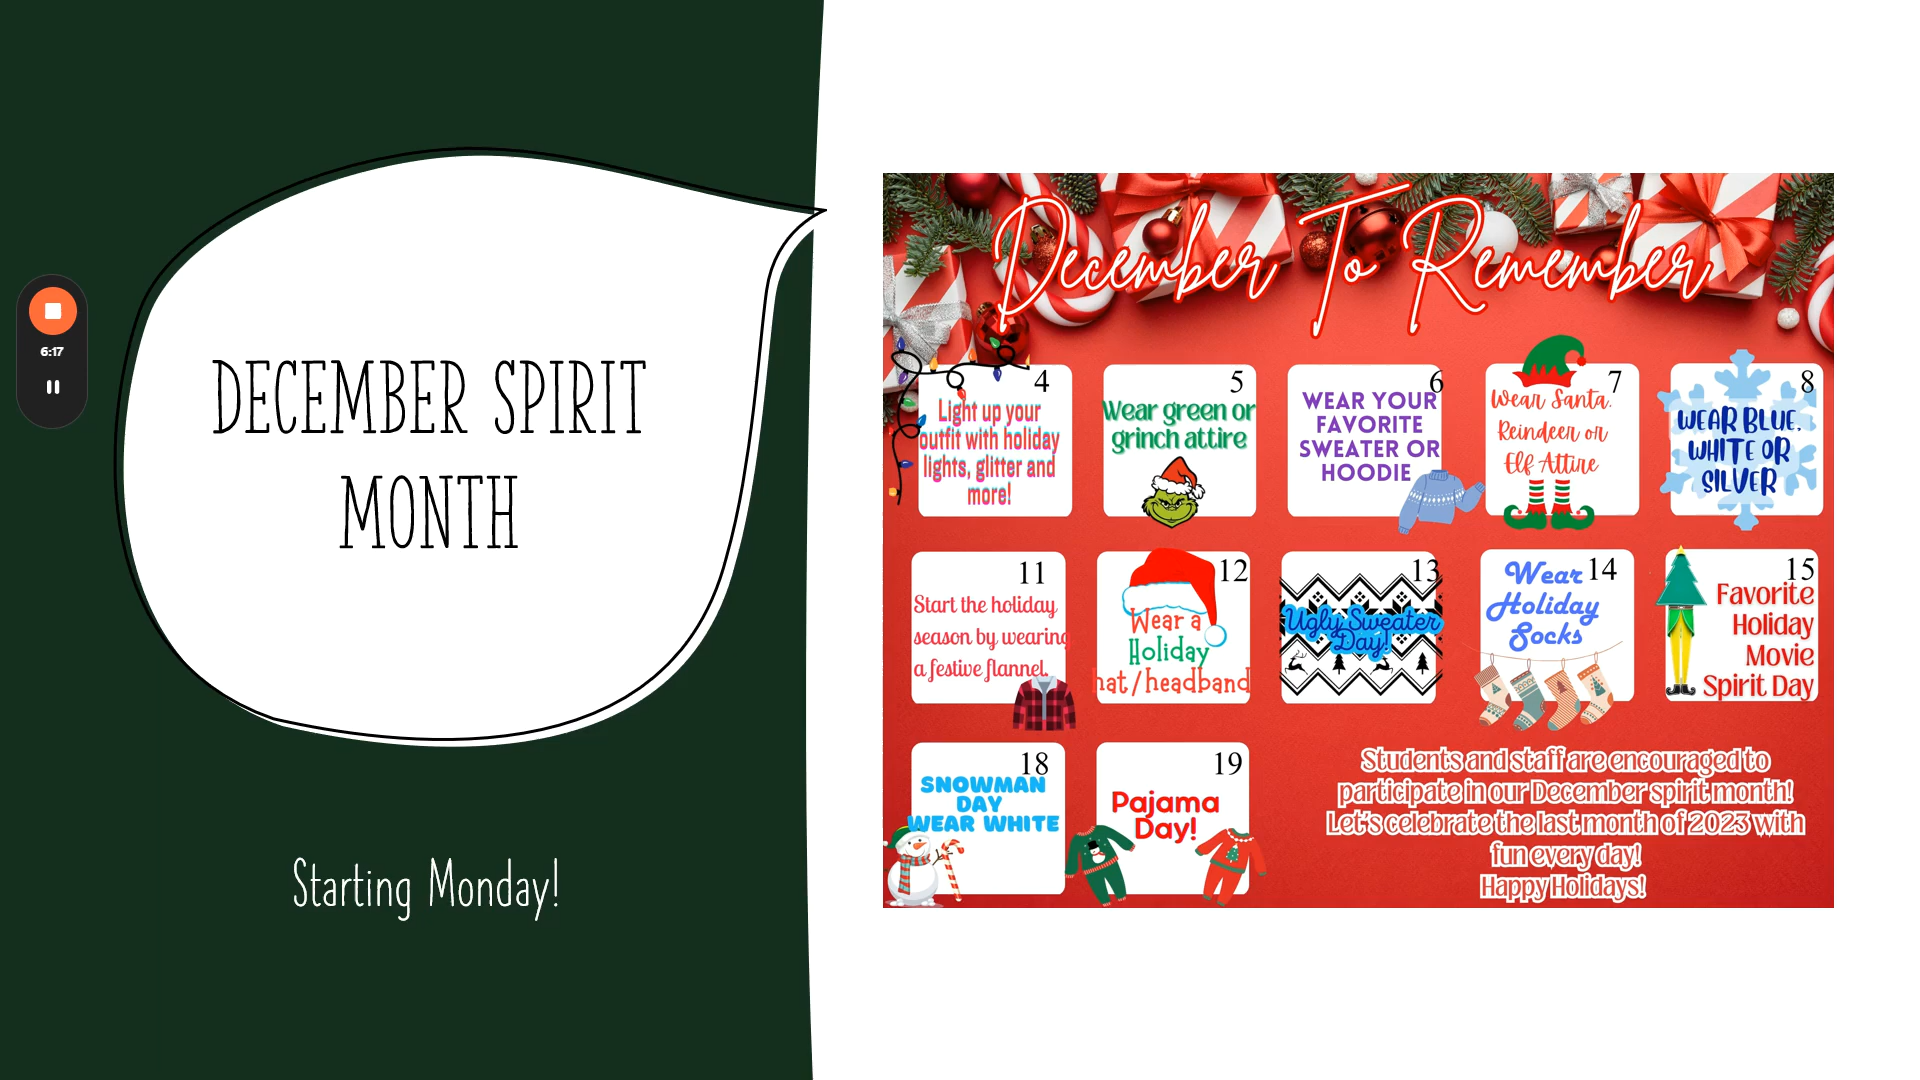 DECEMBER SPIRIT
MONTH
Starting Monday!
6:17
December To Remember
4
Light up your
outfit with holiday
lights, glitter and
more!
5
Wear green or
grinch attire
6
WEAR YOUR
FAVORITE
SWEATER OR
HOODIE
7
Wear Santa,
Reindeer or
Elf Attire
8
WEAR BLUE,
WHITE OR
SILVER
11
Start the holiday
season by wearing
a festive flannel.
12
Wear a
Holiday
hat/headband
13
Ugly Sweater
Day!
14
Wear
Holiday
Socks
15
Favorite
Holiday
Movie
Spirit Day
18
SNOWMAN
DAY
WEAR WHITE
19
Pajama
Day!
Students and staff are encouraged to
participate in our December spirit month!
Let's celebrate the last month of 2023 with
fun every day!
Happy Holidays!